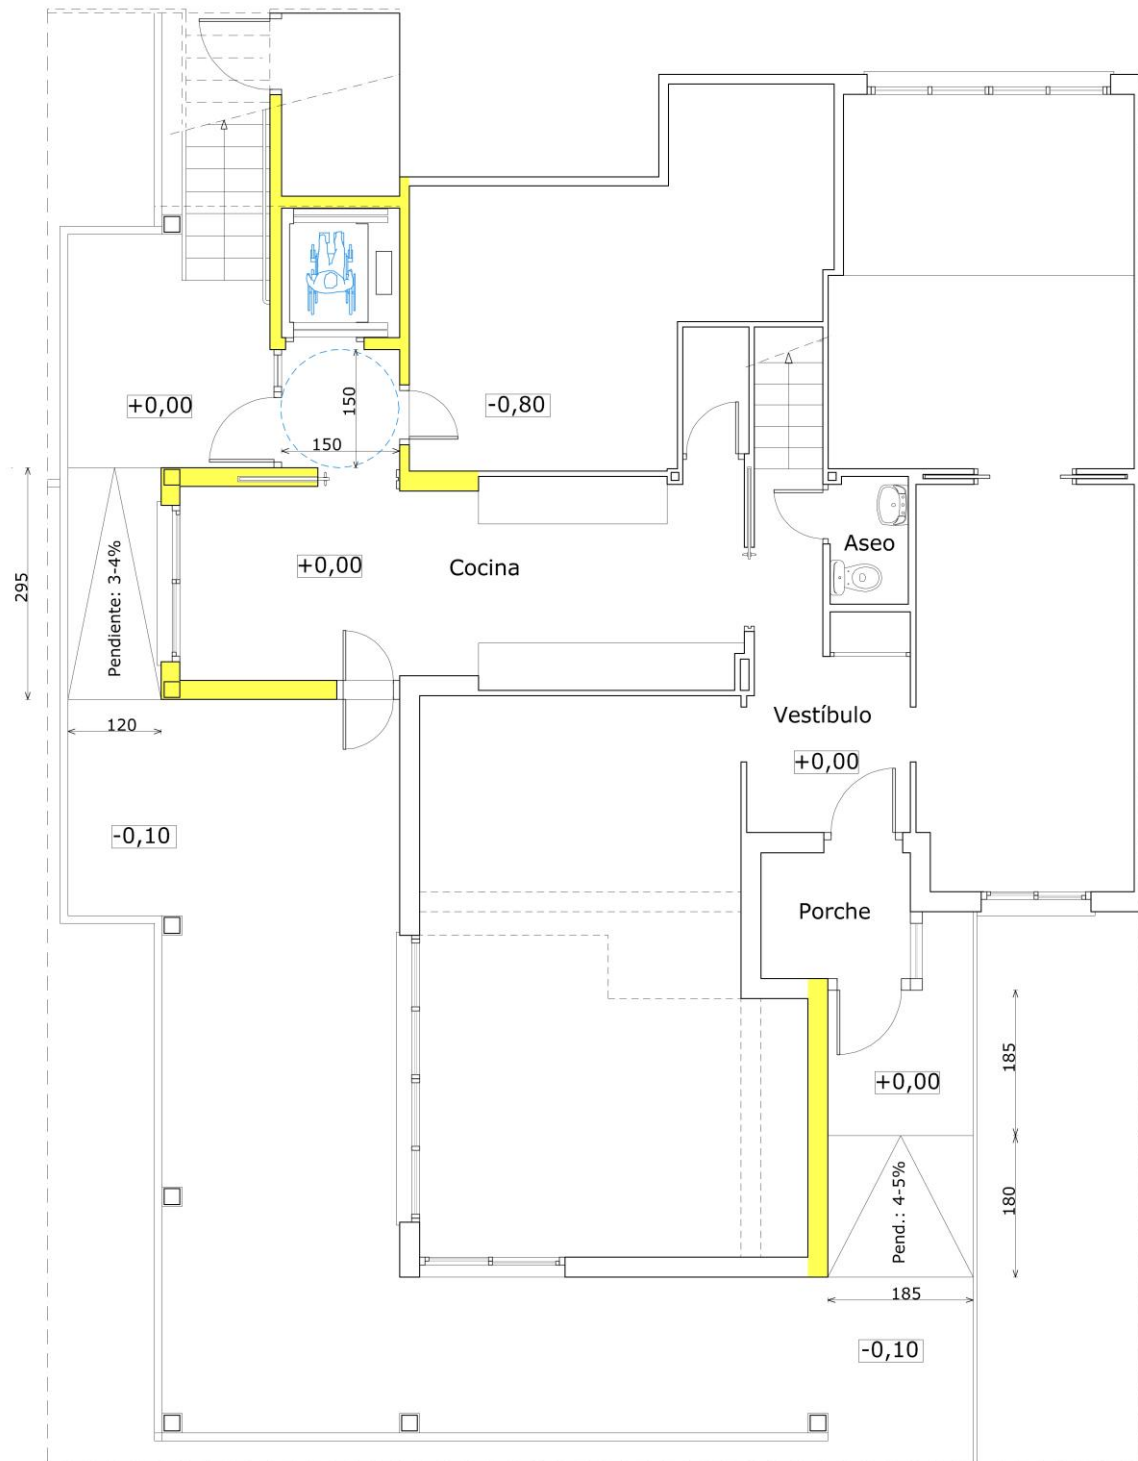 +0,00
150
-0,80
150
Aseo
+0,00
Cocina
Pendiente: 3-4%
295
Vestíbulo
120
+0,00
-0,10
Porche
185
+0,00
Pend.: 4-5%
180
185
-0,10